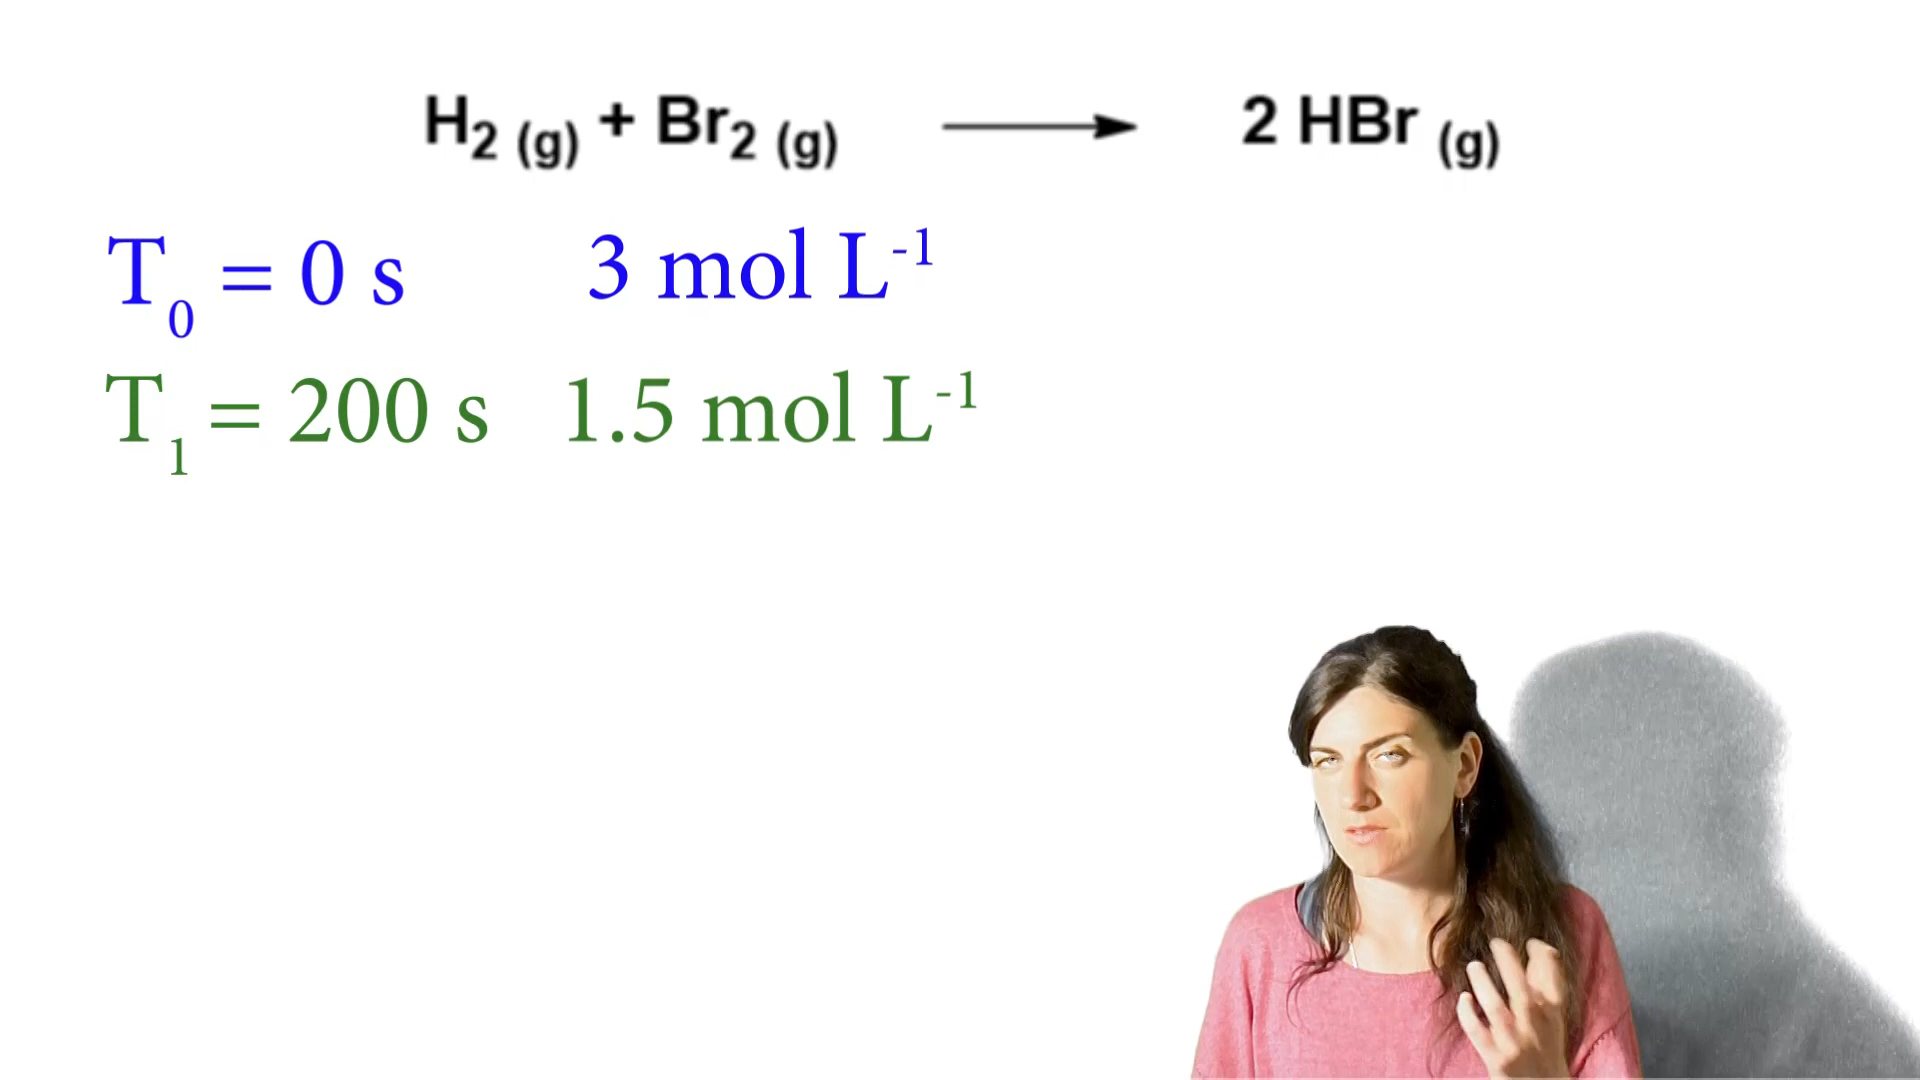 H₂ (g) + Br₂ (g) ⟶ 2 HBr (g)
T₀ = 0 s 3 mol L⁻¹
T₁ = 200 s 1.5 mol L⁻¹